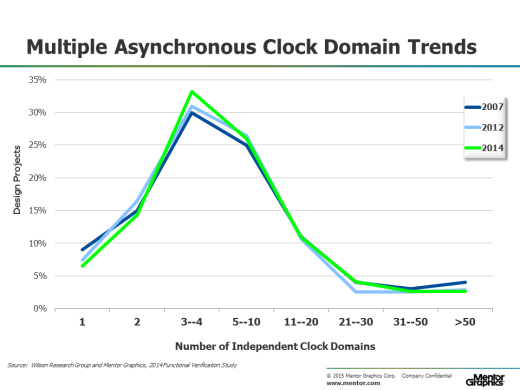 Multiple Asynchronous Clock Domain Trends
35%
30%
25%
20%
15%
10%
5%
0%
Design Projects
2007
2012
2014
1 2 3--4 5--10 11--20 21--30 31--50 >50
Number of Independent Clock Domains
Source: Wilson Research Group and Mentor Graphics, 2014 Functional Verification Study
© 2015 Mentor Graphics Corp. Company Confidential
www.mentor.com
Mentor
Graphics